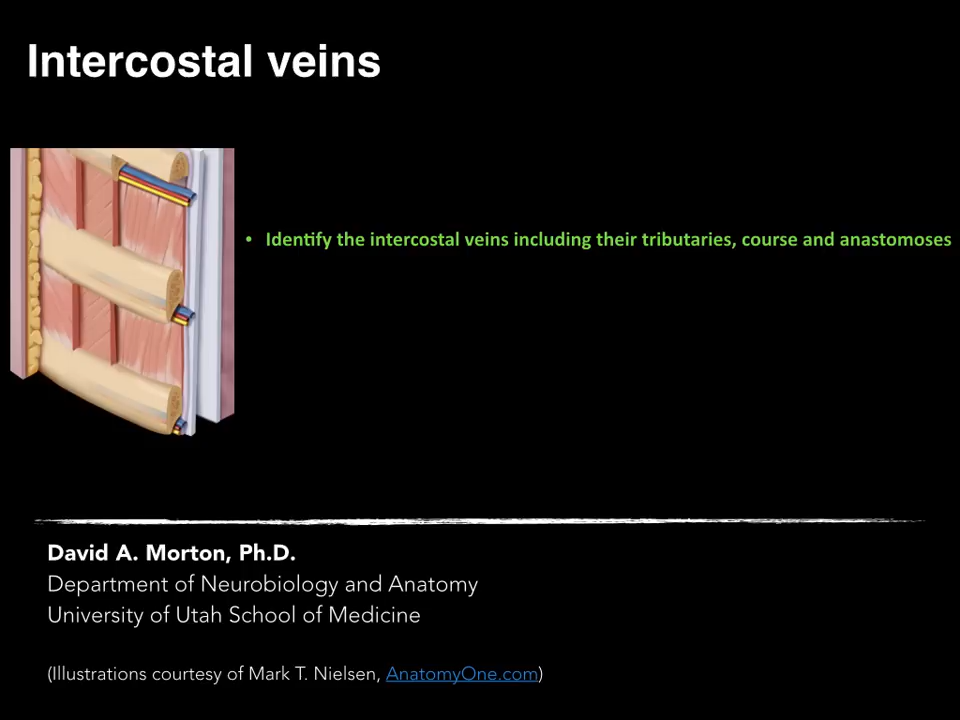 Intercostal veins
• Identify the intercostal veins including their tributaries, course and anastomoses
David A. Morton, Ph.D.
Department of Neurobiology and Anatomy
University of Utah School of Medicine
(Illustrations courtesy of Mark T. Nielsen, AnatomyOne.com)